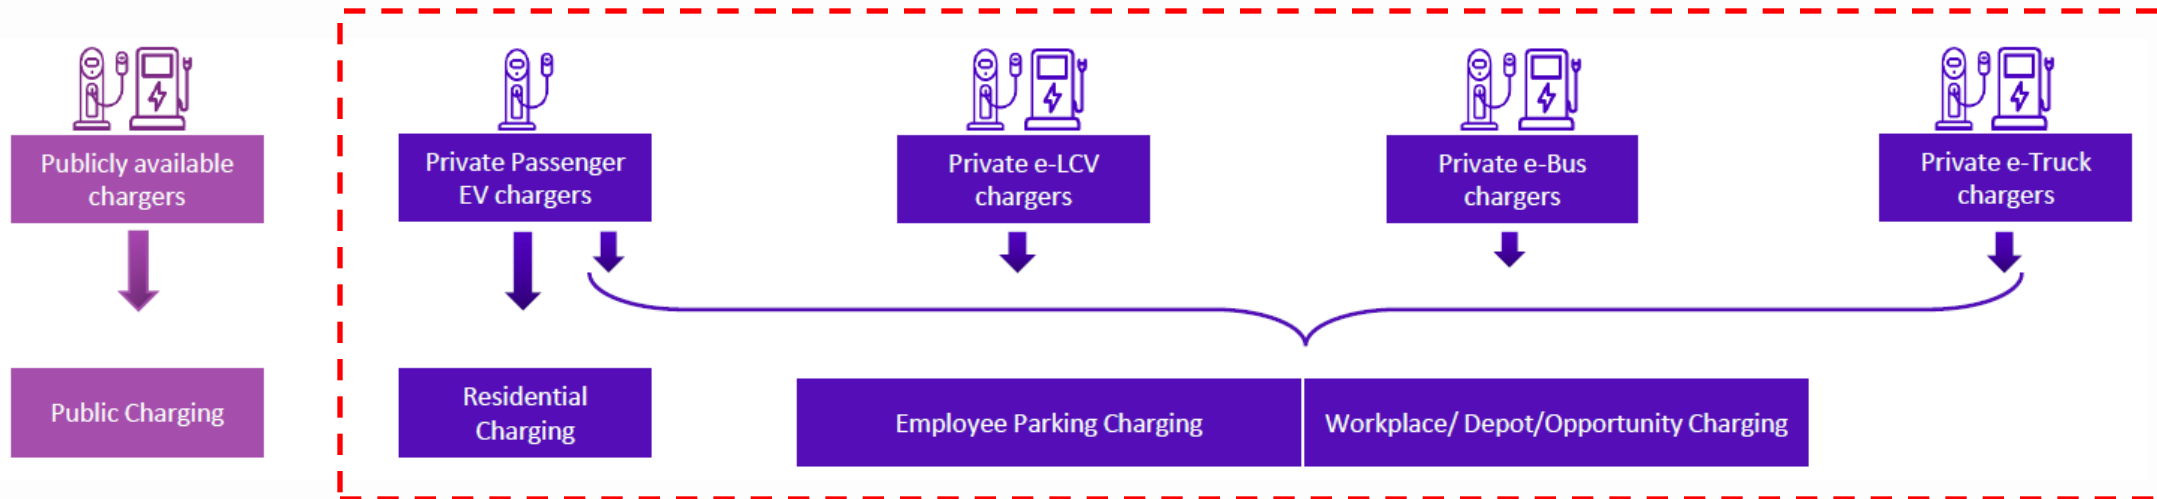 Publicly available
chargers
Private Passenger
EV chargers
Private e-LCV
chargers
Private e-Bus
chargers
Private e-Truck
chargers
Public Charging
Residential
Charging
Employee Parking Charging
Workplace/ Depot/Opportunity Charging